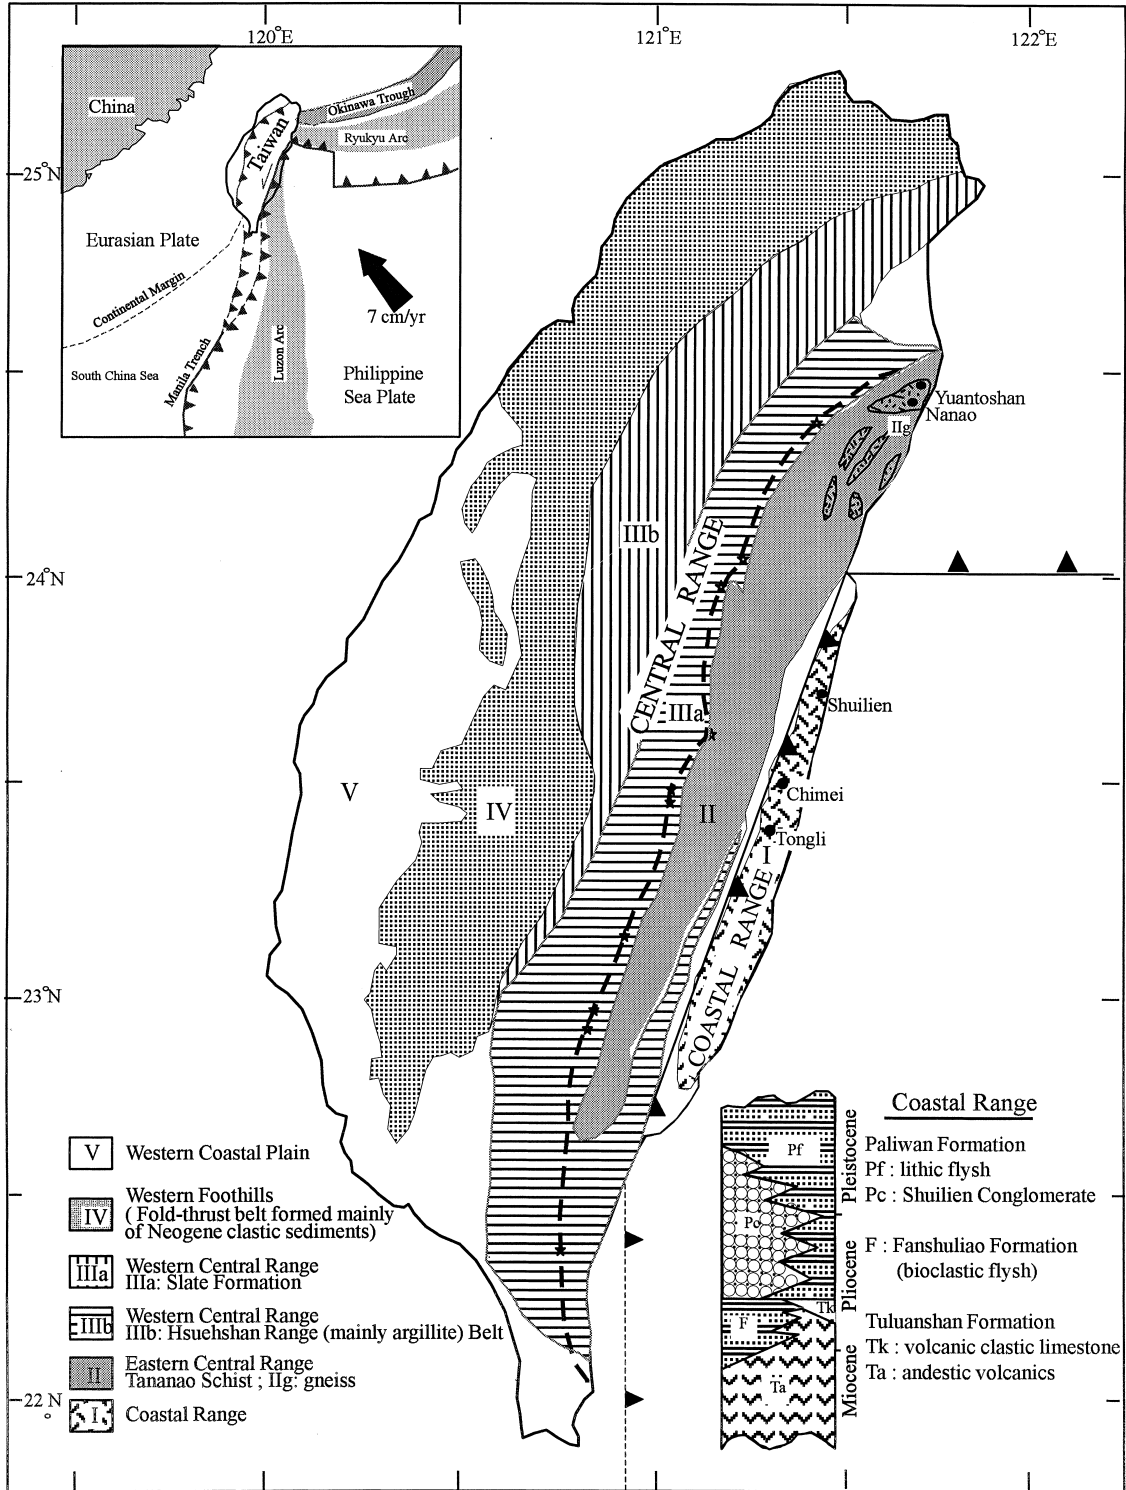 120°E
121°E
122°E
25°N
24°N
23°N
22°N
China
Taiwan
Okinawa Trough
Ryukyu Arc
Eurasian Plate
Continental Margin
7 cm/yr
Manila Trench
Luzon Arc
South China Sea
Philippine
Sea Plate
Yuantoshan
Nanao
IIg
IIIb
CENTRAL RANGE
IIIa
Shuilien
V
IV
II
Chimei
Tongli
I
COASTAL RANGE
V
Western Coastal Plain
IV
Western Foothills
( Fold-thrust belt formed mainly
of Neogene clastic sediments)
IIIa
Western Central Range
IIIa: Slate Formation
IIIb
Western Central Range
IIIb: Hsuehshan Range (mainly argillite) Belt
II
Eastern Central Range
Tananao Schist ; IIg: gneiss
I
Coastal Range
Coastal Range
Pleistocene
Pliocene
Miocene
Pf
Pc
Tk
F
Ta
Paliwan Formation
Pf : lithic flysh
Pc : Shuilien Conglomerate
F : Fanshuliao Formation
(bioclastic flysh)
Tuluanshan Formation
Tk : volcanic clastic limestone
Ta : andestic volcanics